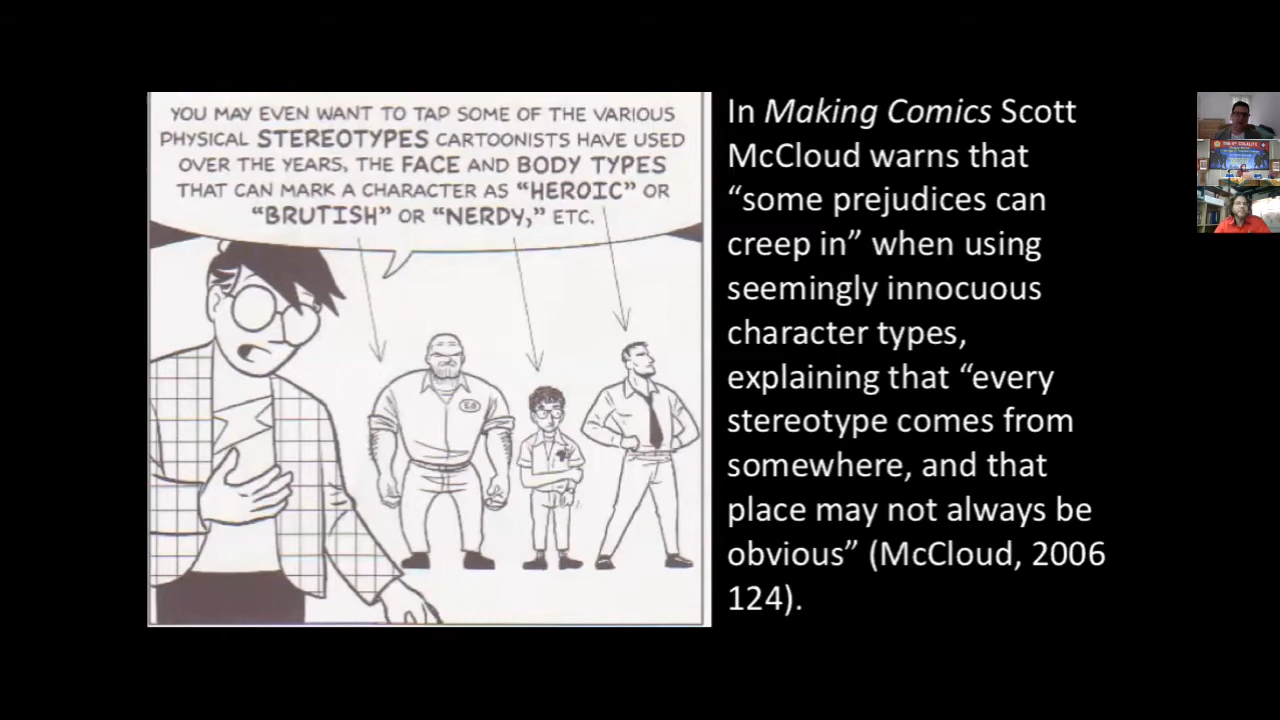 YOU MAY EVEN WANT TO TAP SOME OF THE VARIOUS
PHYSICAL STEREOTYPES CARTOONISTS HAVE USED
OVER THE YEARS, THE FACE AND BODY TYPES
THAT CAN MARK A CHARACTER AS “HEROIC” OR
“BRUTISH” OR “NERDY,” ETC.
In Making Comics Scott
McCloud warns that
“some prejudices can
creep in” when using
seemingly innocuous
character types,
explaining that “every
stereotype comes from
somewhere, and that
place may not always be
obvious” (McCloud, 2006
124).